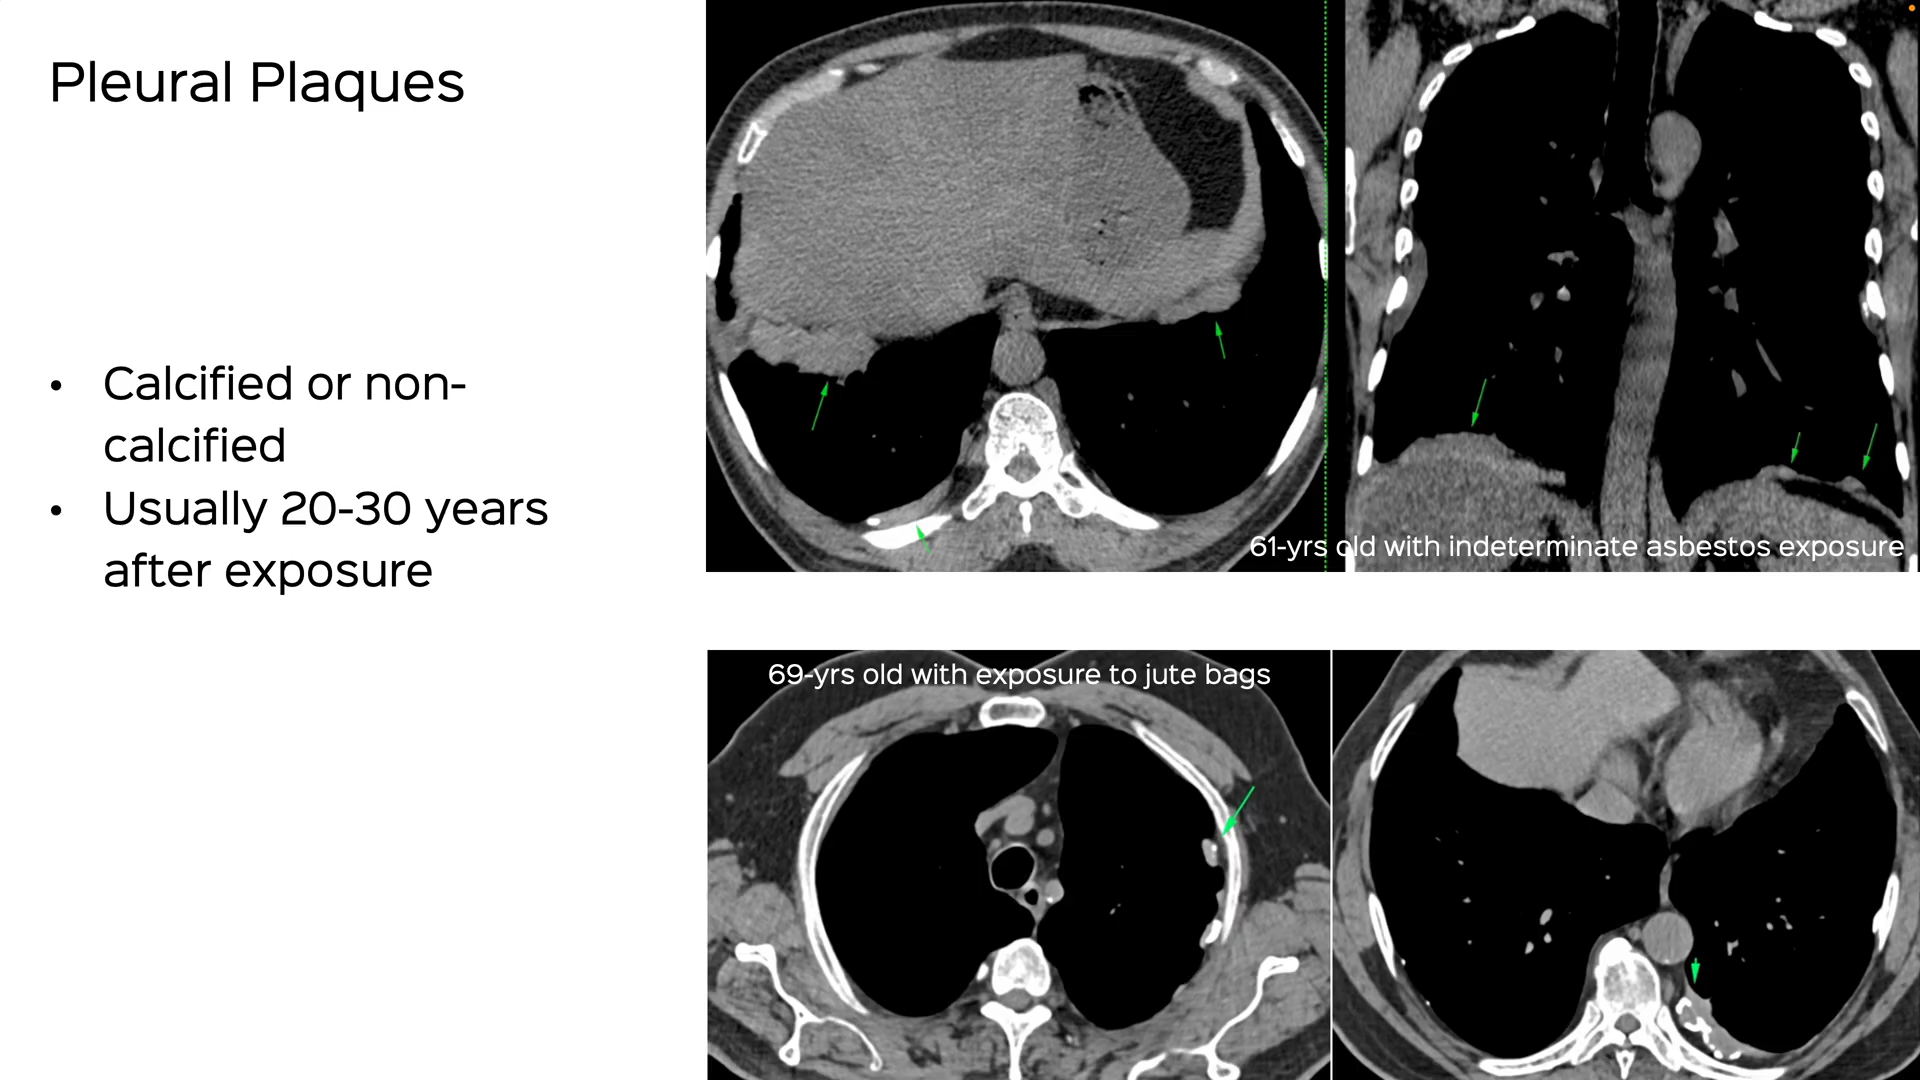 Pleural Plaques
• Calcified or non-
calcified
• Usually 20-30 years
after exposure
61-yrs old with indeterminate asbestos exposure
69-yrs old with exposure to jute bags